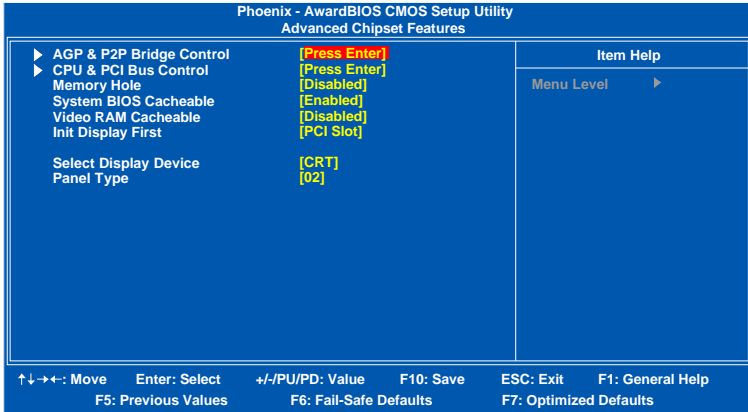 Phoenix - AwardBIOS CMOS Setup Utility
Advanced Chipset Features
AGP & P2P Bridge Control [Press Enter]
CPU & PCI Bus Control [Press Enter]
Memory Hole [Disabled]
System BIOS Cacheable [Enabled]
Video RAM Cacheable [Disabled]
Init Display First [PCI Slot]
Select Display Device [CRT]
Panel Type [02]
Item Help
Menu Level
↑↓→←: Move Enter: Select +/-/PU/PD: Value F10: Save ESC: Exit F1: General Help
F5: Previous Values F6: Fail-Safe Defaults F7: Optimized Defaults